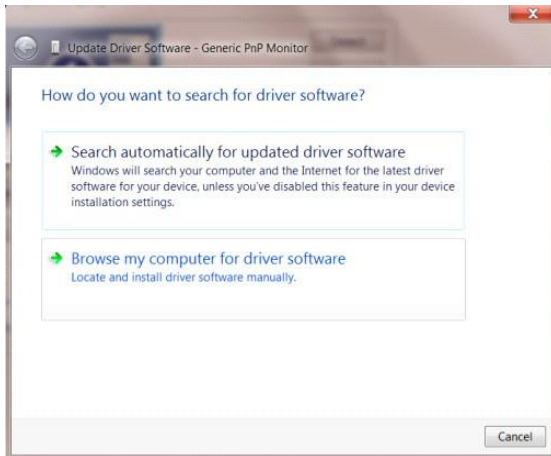 Update Driver Software - Generic PnP Monitor
How do you want to search for driver software?
Search automatically for updated driver software
Windows will search your computer and the Internet for the latest driver
software for your device, unless you've disabled this feature in your device
installation settings.
Browse my computer for driver software
Locate and install driver software manually.
Cancel